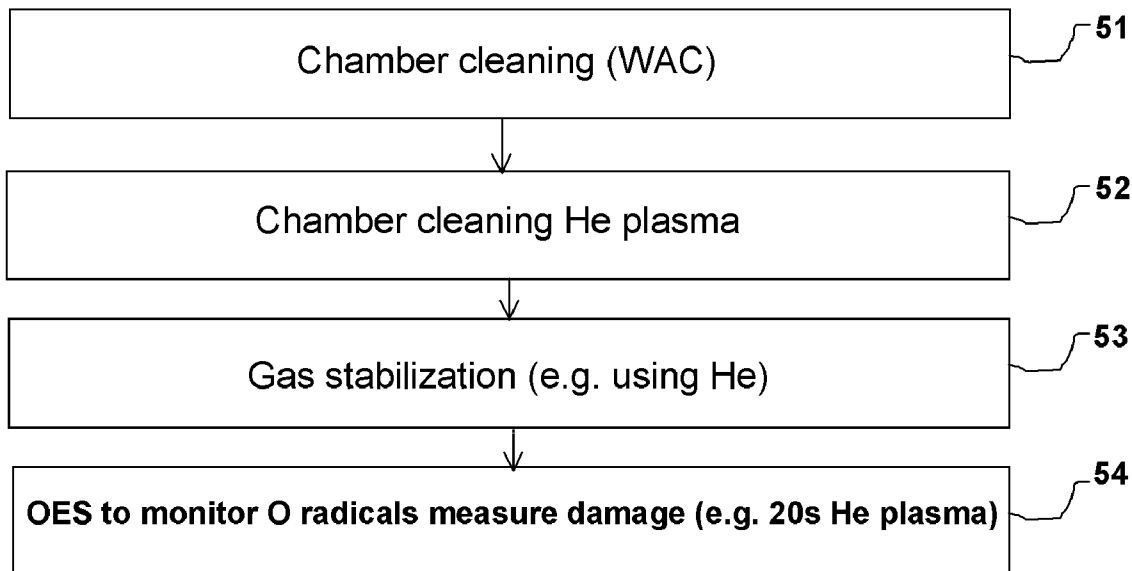 51
Chamber cleaning (WAC)
52
Chamber cleaning He plasma
53
Gas stabilization (e.g. using He)
54
OES to monitor O radicals measure damage (e.g. 20s He plasma)